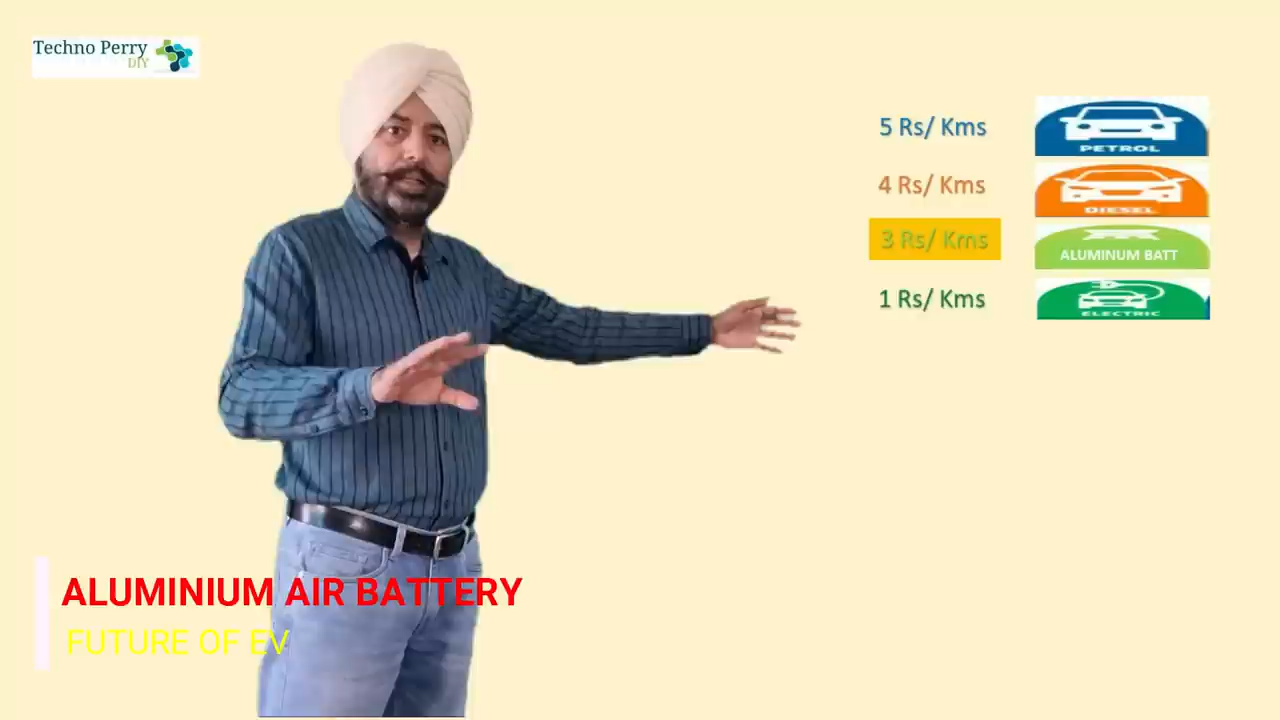 Techno Perry
DIY
5 Rs/ Kms
PETROL
4 Rs/ Kms
DIESEL
3 Rs/ Kms
ALUMINUM BATT
1 Rs/ Kms
ELECTRIC
ALUMINIUM AIR BATTERY
FUTURE OF EV